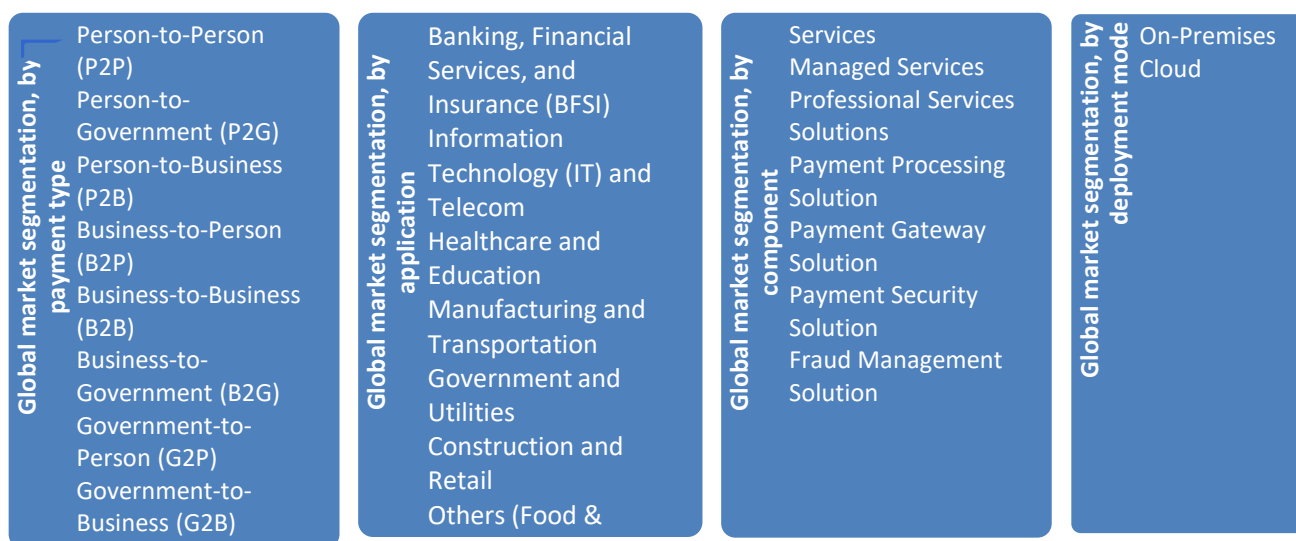 Global market segmentation, by
payment type
Person-to-Person
(P2P)
Person-to-
Government (P2G)
Person-to-Business
(P2B)
Business-to-Person
(B2P)
Business-to-Business
(B2B)
Business-to-
Government (B2G)
Government-to-
Person (G2P)
Government-to-
Business (G2B)
Global market segmentation, by
application
Banking, Financial
Services, and
Insurance (BFSI)
Information
Technology (IT) and
Telecom
Healthcare and
Education
Manufacturing and
Transportation
Government and
Utilities
Construction and
Retail
Others (Food &
Global market segmentation, by
component
Services
Managed Services
Professional Services
Solutions
Payment Processing
Solution
Payment Gateway
Solution
Payment Security
Solution
Fraud Management
Solution
Global market segmentation, by
deployment mode
On-Premises
Cloud